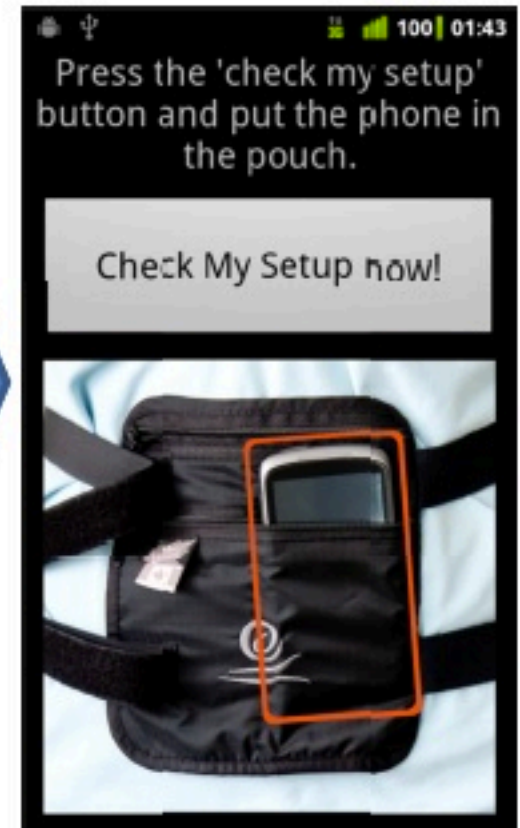 100 01:43
Press the 'check my setup'
button and put the phone in
the pouch.
Check My Setup now!